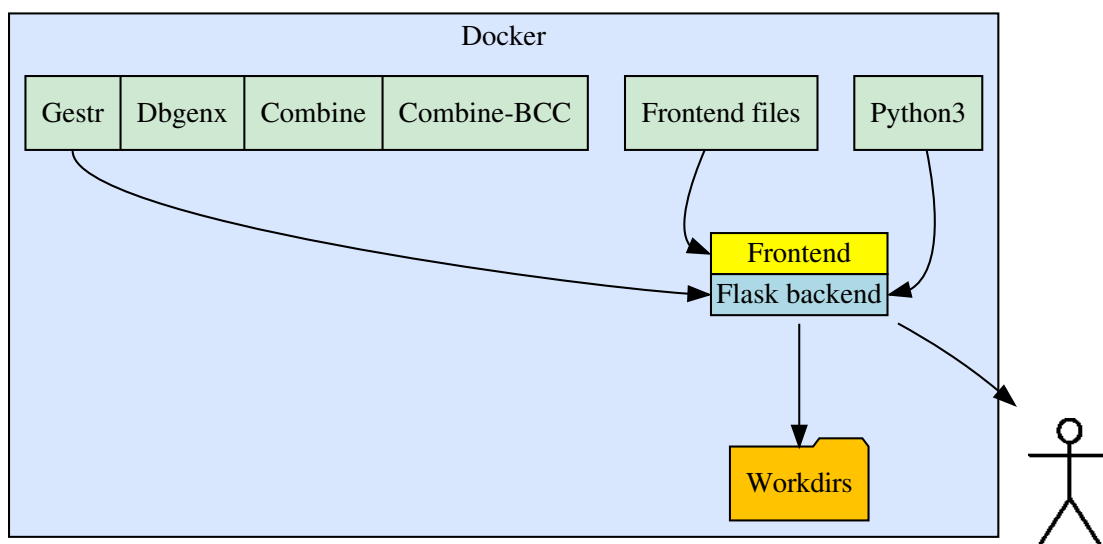 Docker
Gestr Dbgenx Combine Combine-BCC Frontend files Python3
Frontend
Flask backend
Workdirs